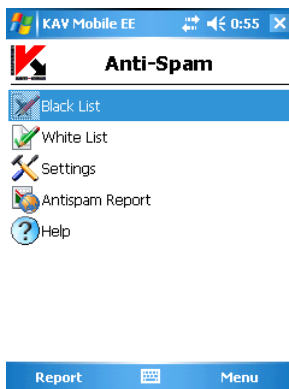 KAV Mobile EE 0:55
Anti-Spam
Black List
White List
Settings
Antispam Report
Help
Report Menu